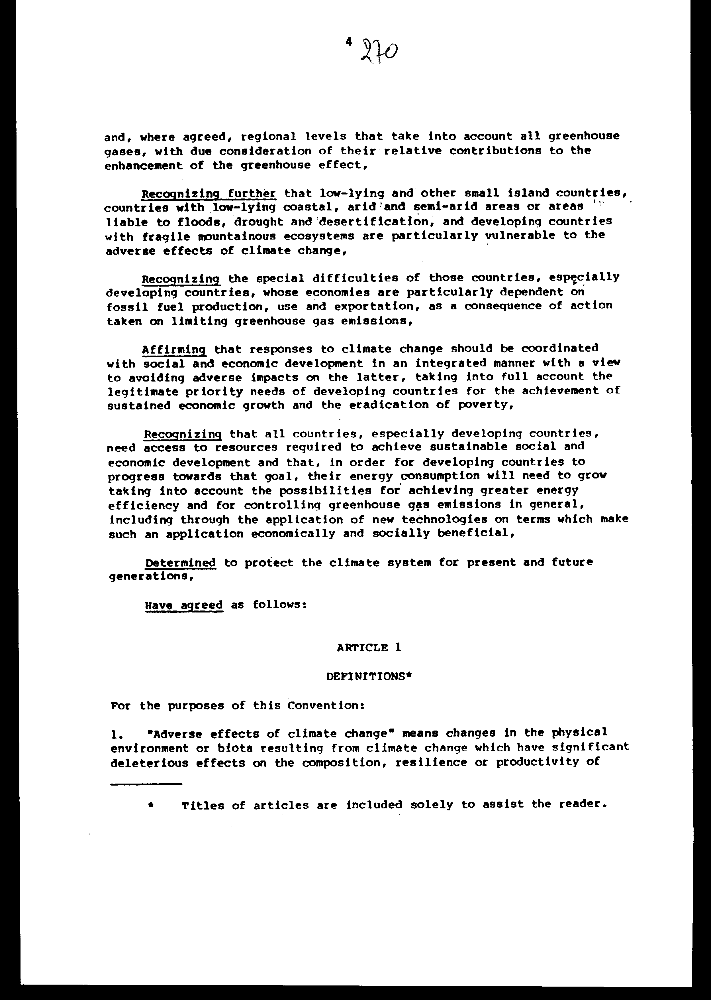 4 270
and, where agreed, regional levels that take into account all greenhouse
gases, with due consideration of their relative contributions to the
enhancement of the greenhouse effect,
Recognizing further that low-lying and other small island countries,
countries with low-lying coastal, arid and semi-arid areas or areas
liable to floods, drought and desertification, and developing countries
with fragile mountainous ecosystems are particularly vulnerable to the
adverse effects of climate change,
Recognizing the special difficulties of those countries, especially
developing countries, whose economies are particularly dependent on
fossil fuel production, use and exportation, as a consequence of action
taken on limiting greenhouse gas emissions,
Affirming that responses to climate change should be coordinated
with social and economic development in an integrated manner with a view
to avoiding adverse impacts on the latter, taking into full account the
legitimate priority needs of developing countries for the achievement of
sustained economic growth and the eradication of poverty,
Recognizing that all countries, especially developing countries,
need access to resources required to achieve sustainable social and
economic development and that, in order for developing countries to
progress towards that goal, their energy consumption will need to grow
taking into account the possibilities for achieving greater energy
efficiency and for controlling greenhouse gas emissions in general,
including through the application of new technologies on terms which make
such an application economically and socially beneficial,
Determined to protect the climate system for present and future
generations,
Have agreed as follows:
ARTICLE 1
DEFINITIONS*
For the purposes of this Convention:
1. "Adverse effects of climate change" means changes in the physical
environment or biota resulting from climate change which have significant
deleterious effects on the composition, resilience or productivity of
* Titles of articles are included solely to assist the reader.